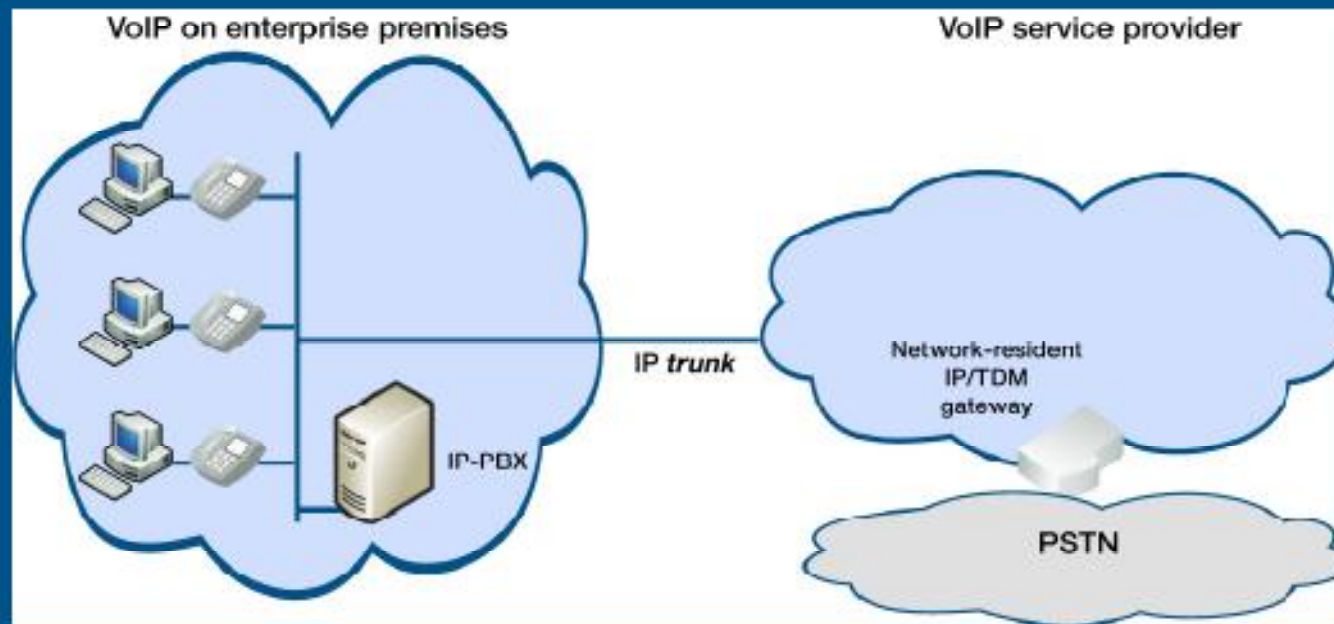 VoIP on enterprise premises
VoIP service provider
IP trunk
Network-resident
IP/TDM
gateway
IP-PBX
PSTN